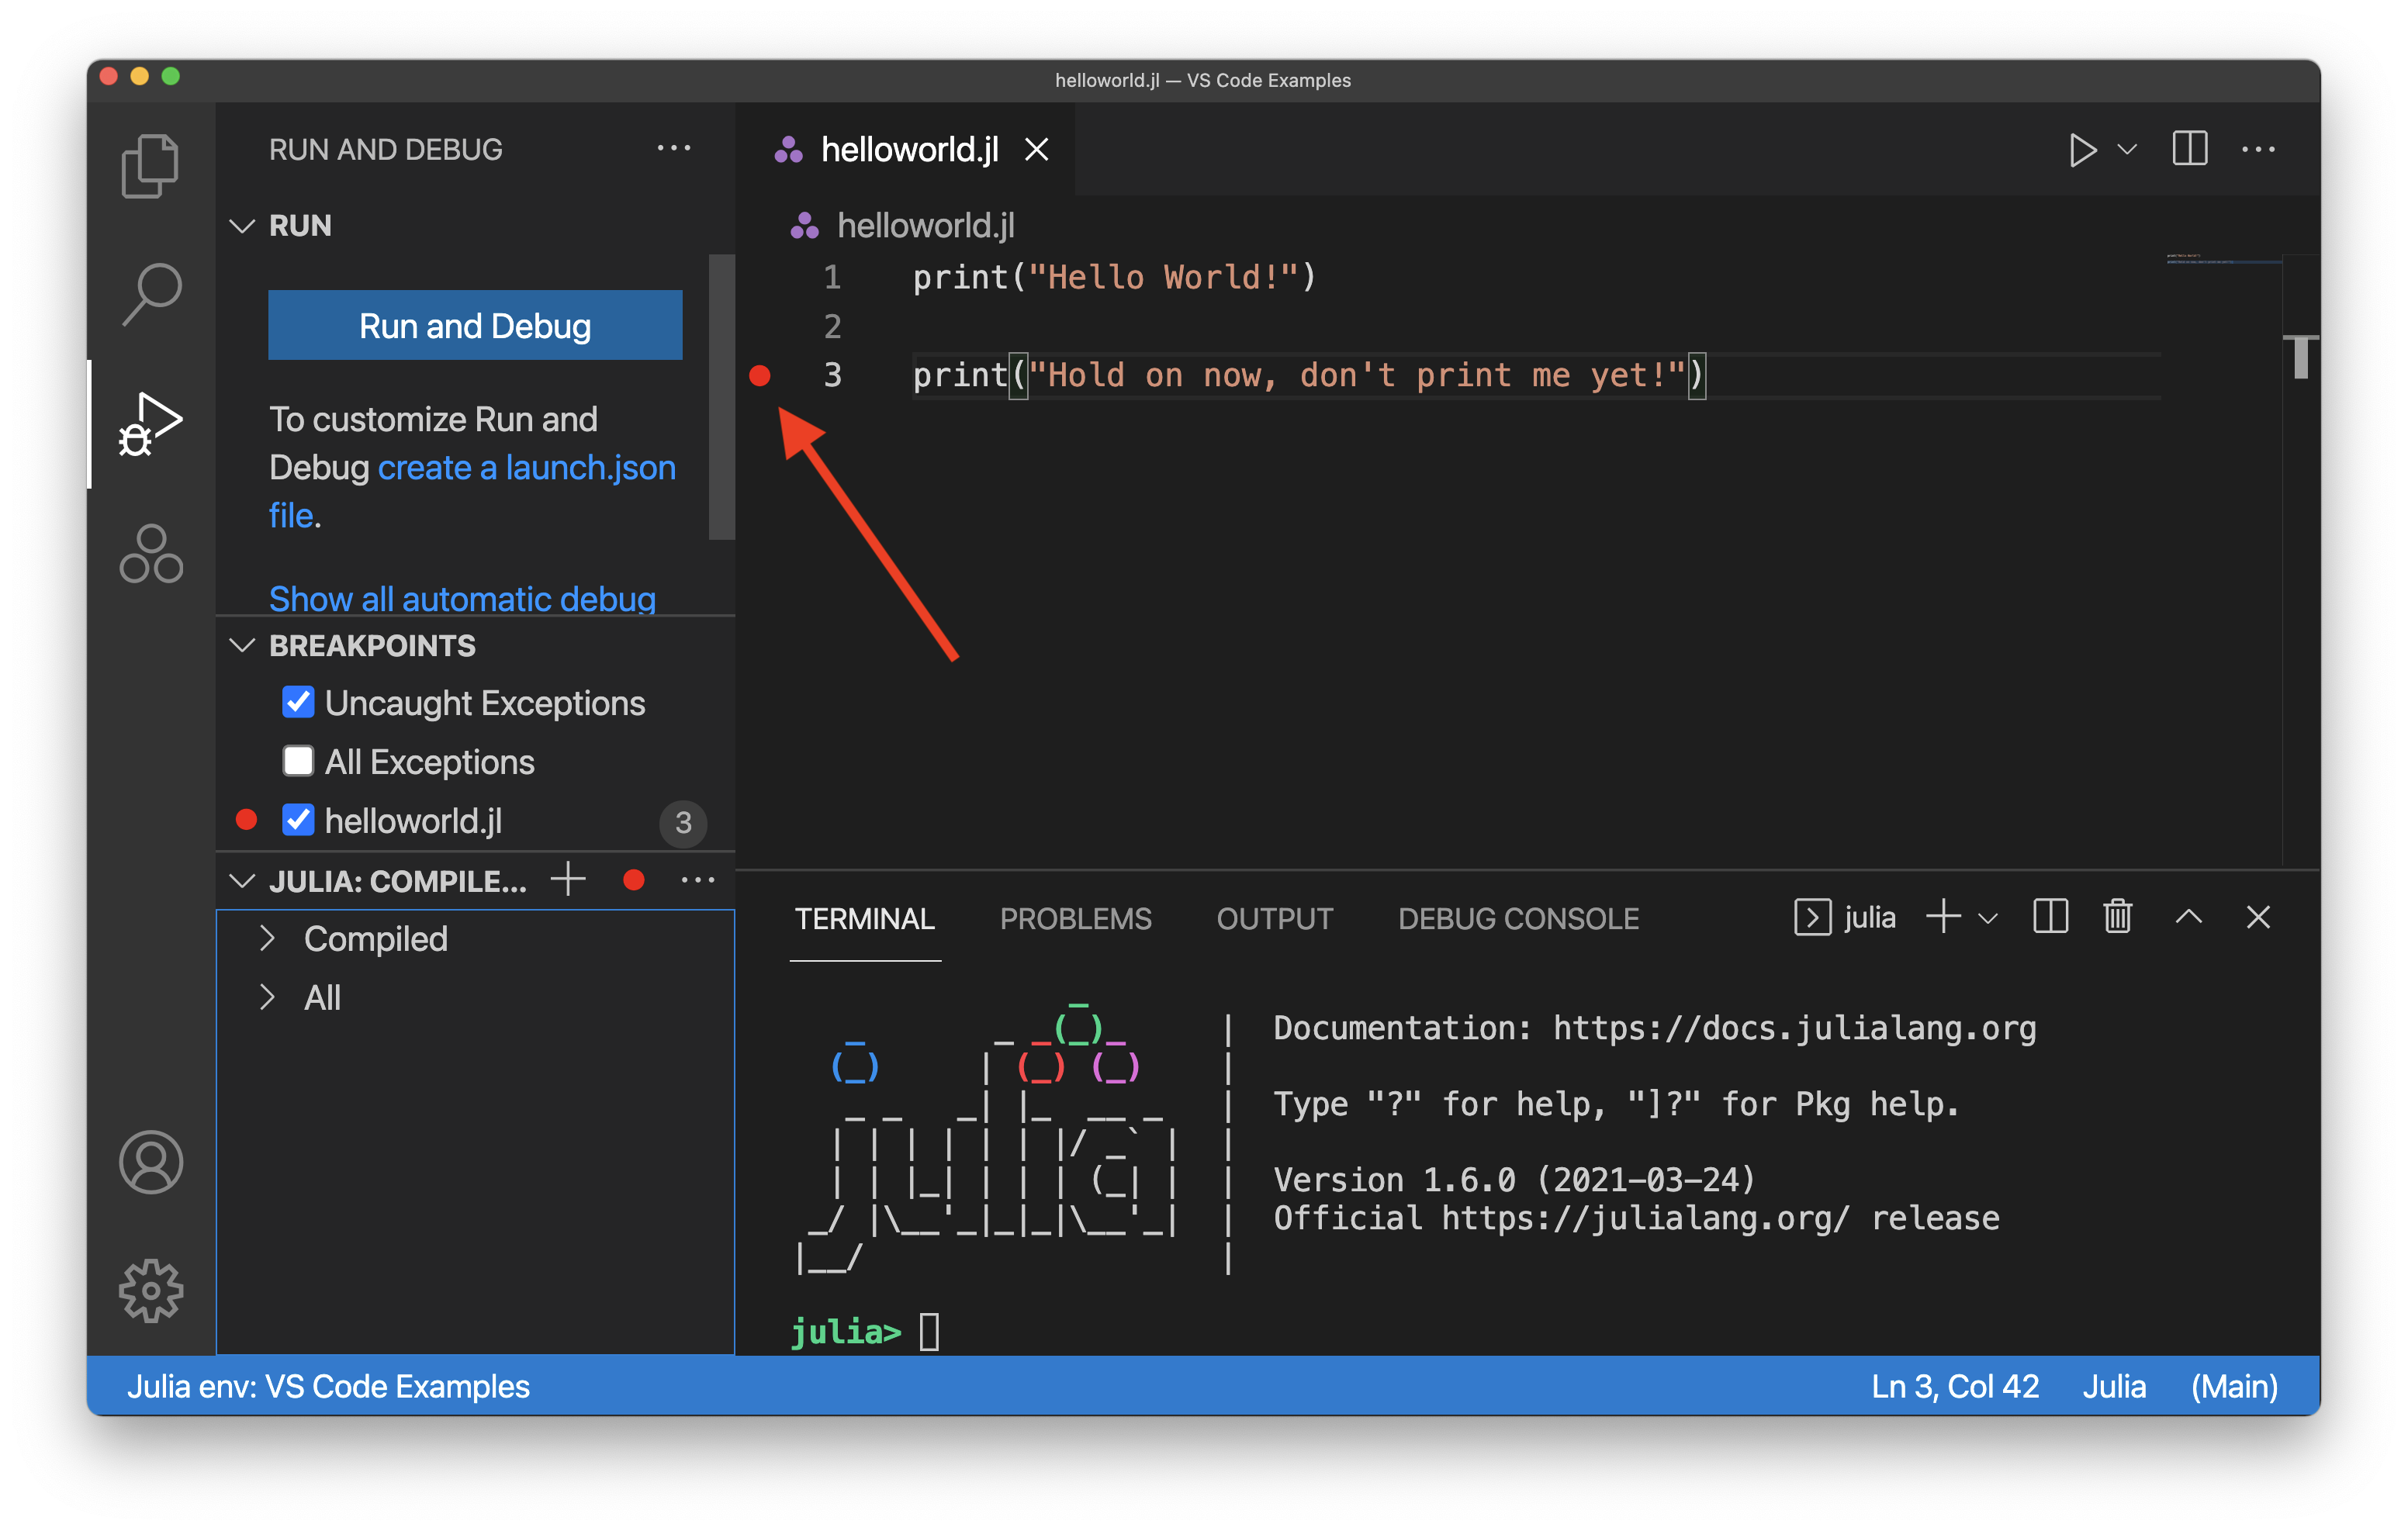 helloworld.jl — VS Code Examples
RUN AND DEBUG
RUN
Run and Debug
To customize Run and
Debug create a launch.json
file.
Show all automatic debug
BREAKPOINTS
Uncaught Exceptions
All Exceptions
helloworld.jl
3
JULIA: COMPILE...
Compiled
All
helloworld.jl
helloworld.jl
1 print("Hello World!")
2
3 print("Hold on now, don't print me yet!")
TERMINAL PROBLEMS OUTPUT DEBUG CONSOLE julia
Documentation: https://docs.julialang.org
Type "?" for help, "]?" for Pkg help.
Version 1.6.0 (2021-03-24)
Official https://julialang.org/ release
julia>
Julia env: VS Code Examples Ln 3, Col 42 Julia (Main)